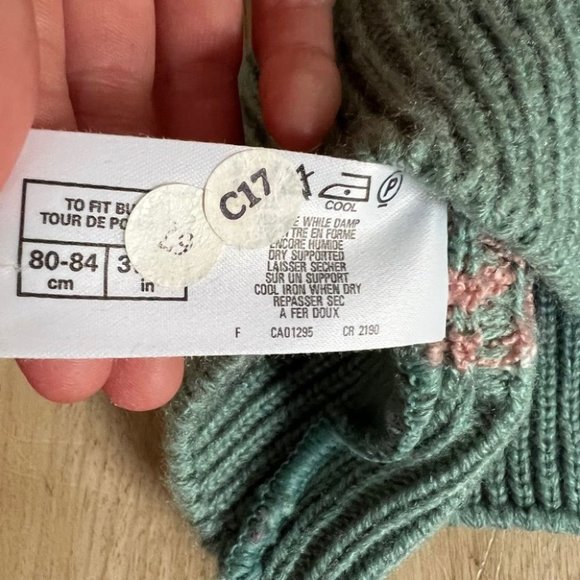 TO FIT BU
TOUR DE PO
80-84
cm
in
C17
COOL
P
WHILE DAMP
EN FORME
ENCORE HUMIDE
DRY SUPPORTED
LAISSER SECHER
SUR UN SUPPORT
COOL IRON WHEN DRY
REPASSER SEC
A FER DOUX
F CA01295 CR 2190